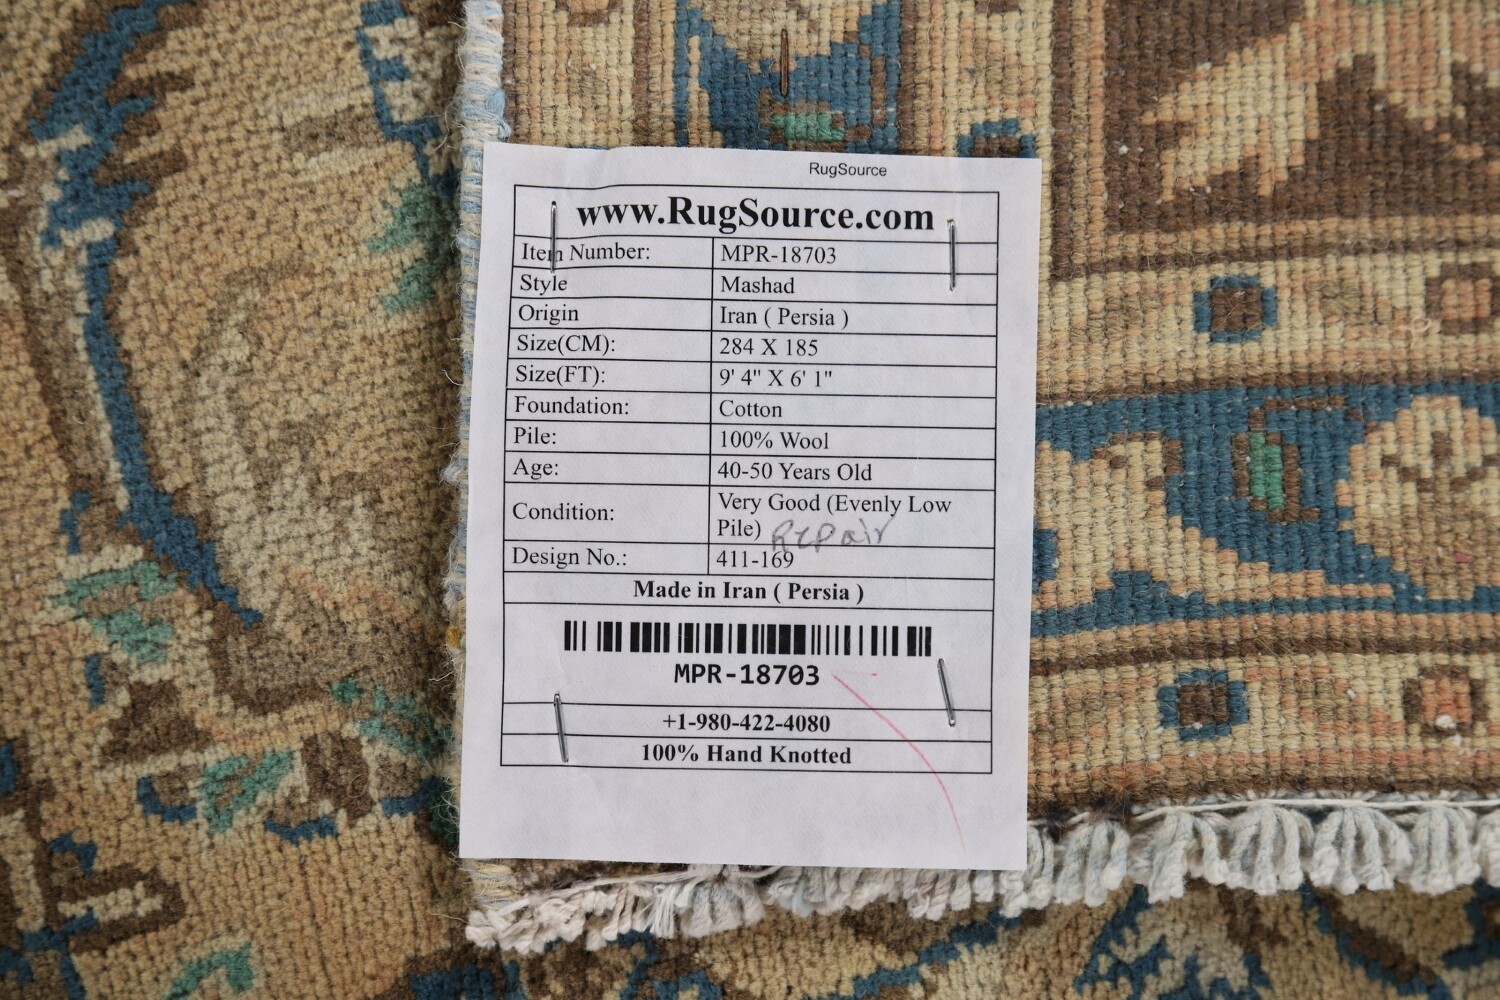 RugSource
www.RugSource.com
Item Number: MPR-18703
Style Mashad
Origin Iran ( Persia )
Size(CM): 284 X 185
Size(FT): 9' 4" X 6' 1"
Foundation: Cotton
Pile: 100% Wool
Age: 40-50 Years Old
Condition: Very Good (Evenly Low
Pile) Repair
Design No.: 411-169
Made in Iran ( Persia )
MPR-18703
+1-980-422-4080
100% Hand Knotted